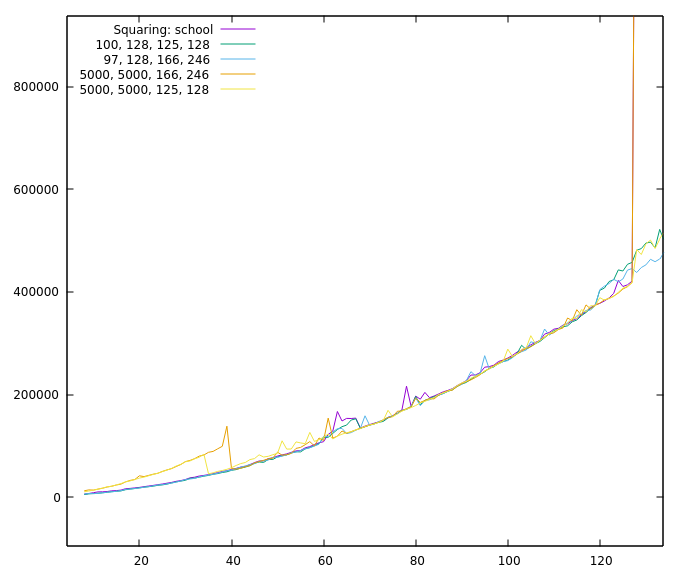 Squaring: school
100, 128, 125, 128
97, 128, 166, 246
5000, 5000, 166, 246
5000, 5000, 125, 128
800000
600000
400000
200000
0
20 40 60 80 100 120